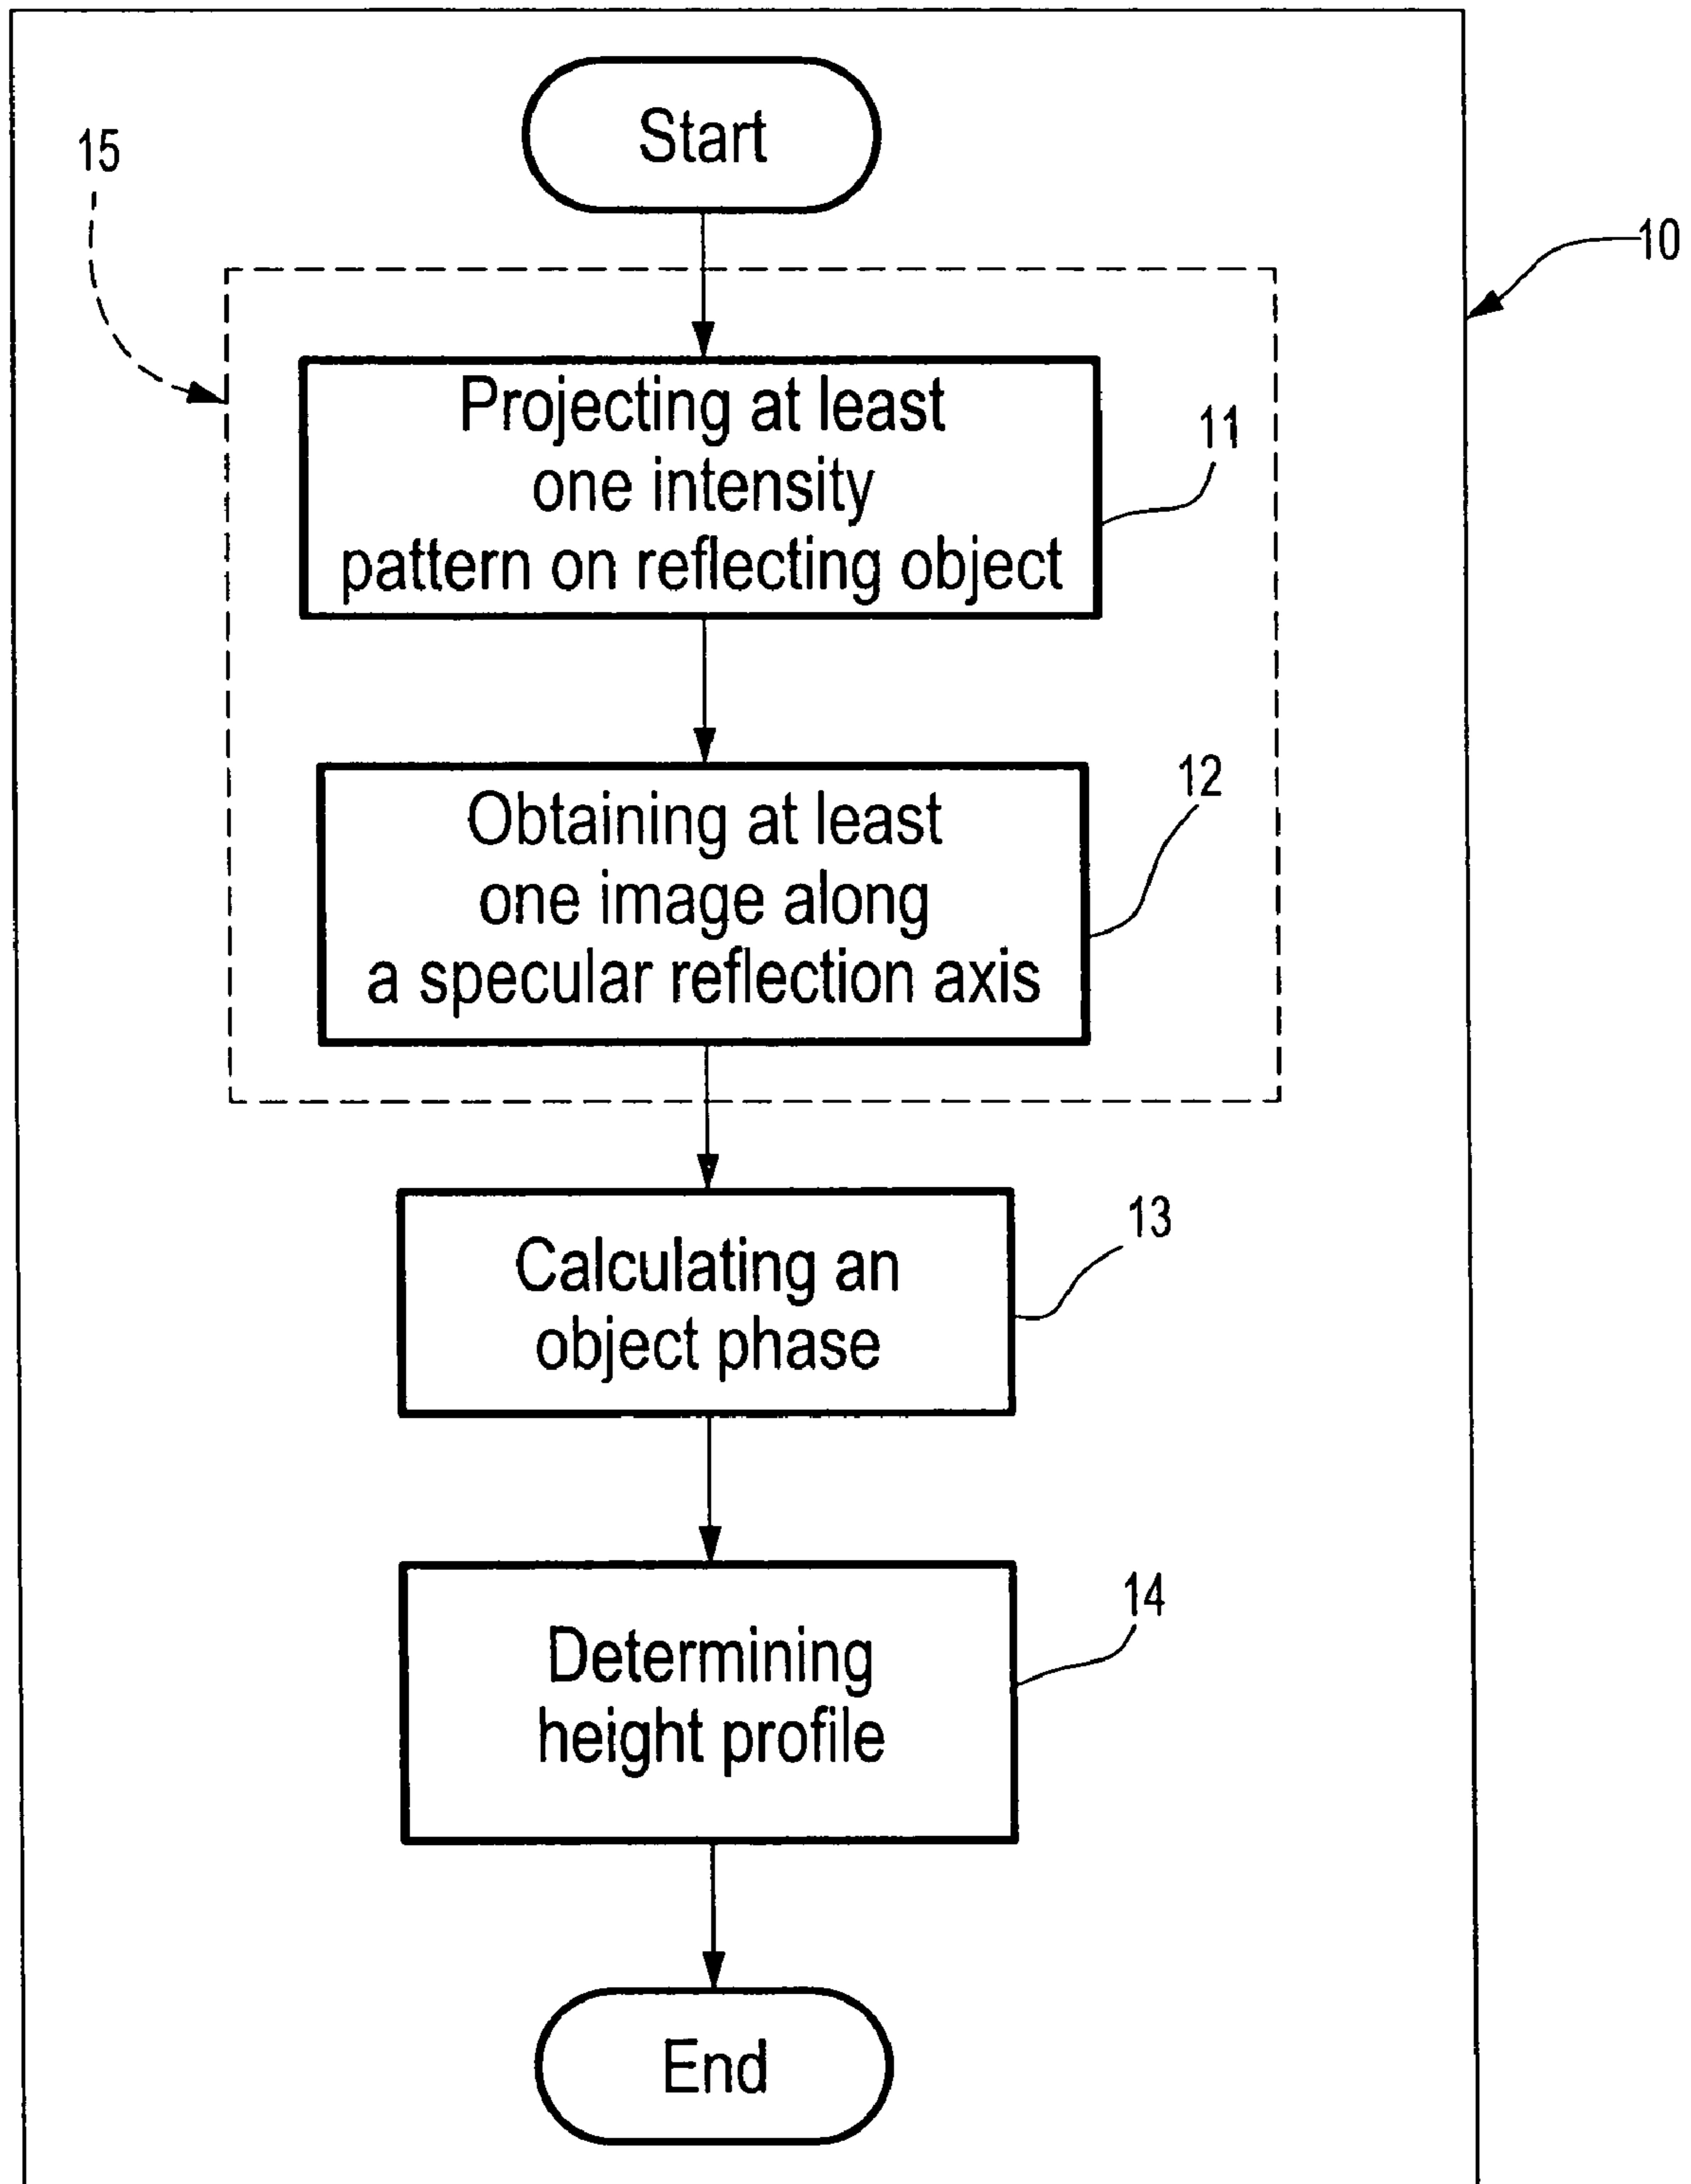 Start
15
10
Projecting at least
one intensity
pattern on reflecting object
11
Obtaining at least
one image along
a specular reflection axis
12
Calculating an
object phase
13
Determining
height profile
14
End